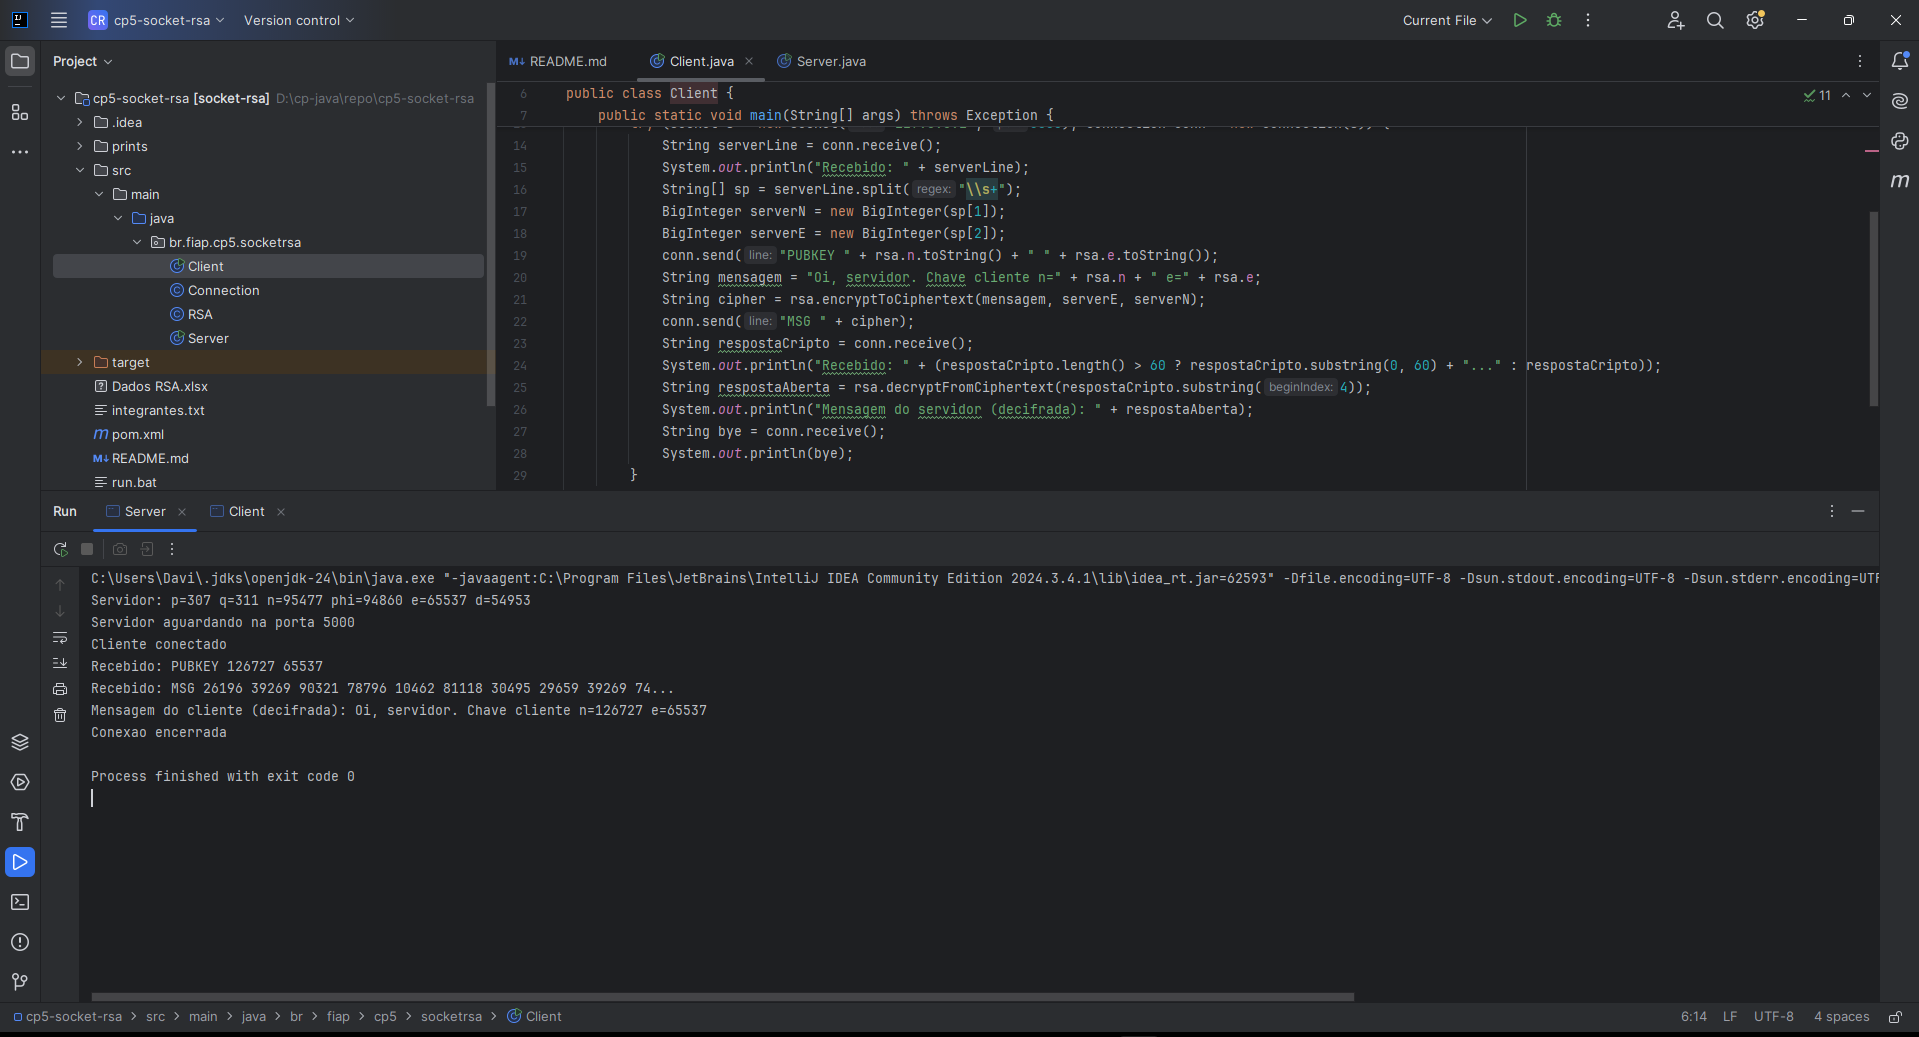 CR cp5-socket-rsa Version control Current File
Project
README.md Client.java Server.java
cp5-socket-rsa [socket-rsa] D:\cp-java\repo\cp5-socket-rsa
.idea
prints
src
main
java
br.fiap.cp5.socketrsa
Client
Connection
RSA
Server
target
Dados RSA.xlsx
integrantes.txt
pom.xml
README.md
run.bat
11
6 public class Client {
7 public static void main(String[] args) throws Exception {
14 String serverLine = conn.receive();
15 System.out.println("Recebido: " + serverLine);
16 String[] sp = serverLine.split( regex: "\\s+");
17 BigInteger serverN = new BigInteger(sp[1]);
18 BigInteger serverE = new BigInteger(sp[2]);
19 conn.send( line: "PUBKEY " + rsa.n.toString() + " " + rsa.e.toString());
20 String mensagem = "Oi, servidor. Chave cliente n=" + rsa.n + " e=" + rsa.e;
21 String cipher = rsa.encryptToCiphertext(mensagem, serverE, serverN);
22 conn.send( line: "MSG " + cipher);
23 String respostaCripto = conn.receive();
24 System.out.println("Recebido: " + (respostaCripto.length() > 60 ? respostaCripto.substring(0, 60) + "..." : respostaCripto));
25 String respostaAberta = rsa.decryptFromCiphertext(respostaCripto.substring( beginIndex: 4));
26 System.out.println("Mensagem do servidor (decifrada): " + respostaAberta);
27 String bye = conn.receive();
28 System.out.println(bye);
29 }
Run Server Client
C:\Users\Davi\.jdks\openjdk-24\bin\java.exe "-javaagent:C:\Program Files\JetBrains\IntelliJ IDEA Community Edition 2024.3.4.1\lib\idea_rt.jar=62593" -Dfile.encoding=UTF-8 -Dsun.stdout.encoding=UTF-8 -Dsun.stderr.encoding=UTF
Servidor: p=307 q=311 n=95477 phi=94860 e=65537 d=54953
Servidor aguardando na porta 5000
Cliente conectado
Recebido: PUBKEY 126727 65537
Recebido: MSG 26196 39269 90321 78796 10462 81118 30495 29659 39269 74...
Mensagem do cliente (decifrada): Oi, servidor. Chave cliente n=126727 e=65537
Conexao encerrada
Process finished with exit code 0
cp5-socket-rsa > src > main > java > br > fiap > cp5 > socketrsa > Client 6:14 LF UTF-8 4 spaces